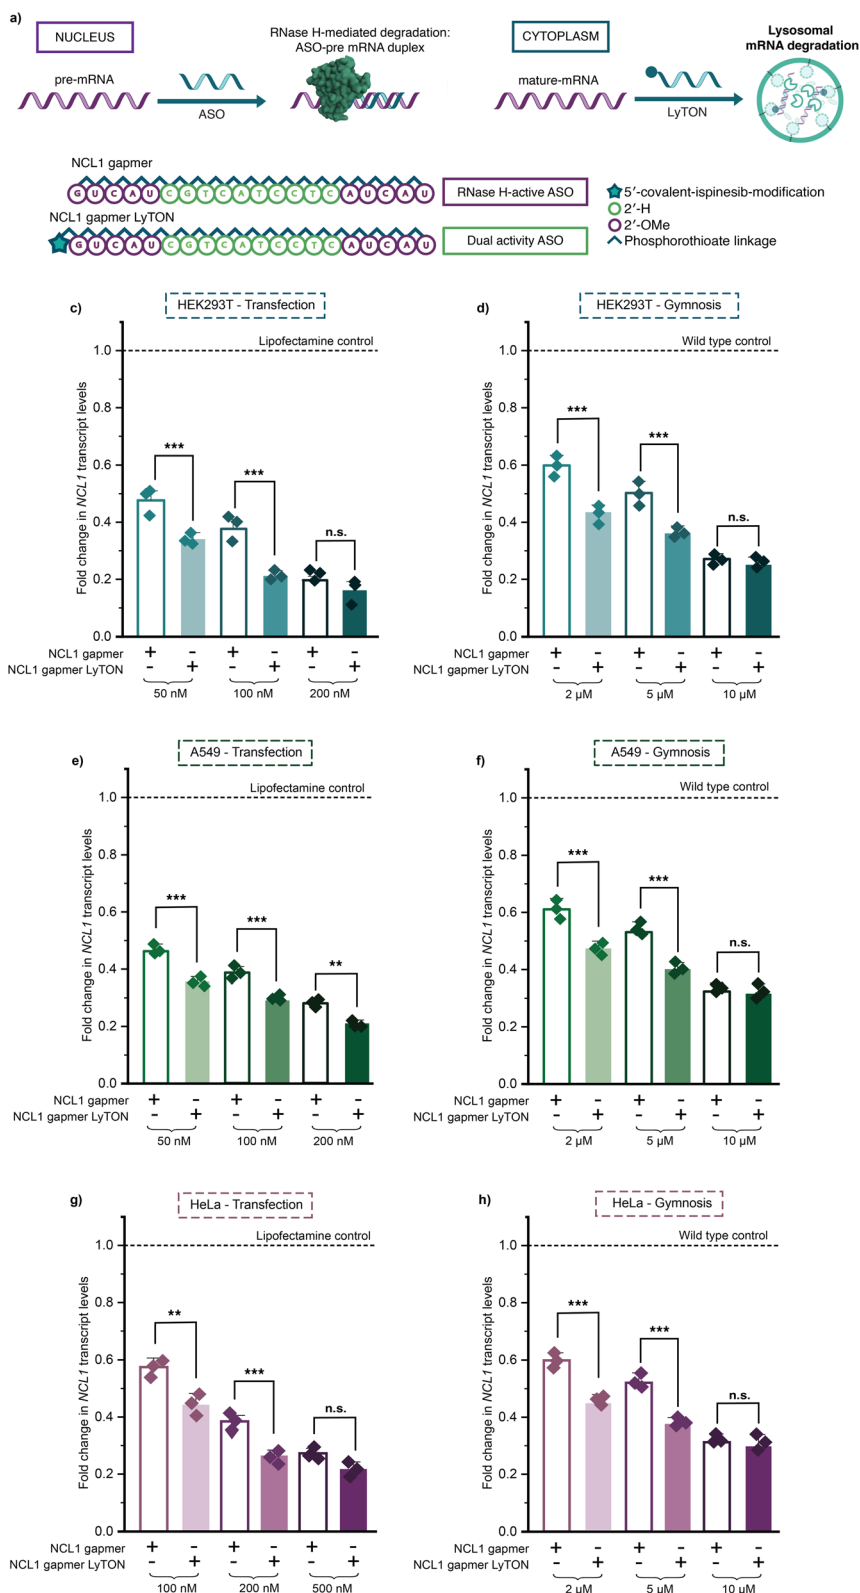 a)
NUCLEUS
RNase H-mediated degradation:
ASO-pre mRNA duplex
CYTOPLASM
Lysosomal
mRNA degradation
pre-mRNA
ASO
mature-mRNA
LyTON
NCL1 gapmer
G U C A U C G T C A T C C T C A U C A U
RNase H-active ASO
NCL1 gapmer LyTON
G U C A U C G T C A T C C T C A U C A U
Dual activity ASO
5′-covalent-ispinesib-modification
2′-H
2′-OMe
Phosphorothioate linkage
c)
HEK293T - Transfection
Lipofectamine control
Fold change in NCL1 transcript levels
1.0
0.8
0.6
0.4
0.2
0.0
***
***
n.s.
NCL1 gapmer + - + - + -
NCL1 gapmer LyTON - + - + - +
50 nM 100 nM 200 nM
d)
HEK293T - Gymnosis
Wild type control
Fold change in NCL1 transcript levels
1.0
0.8
0.6
0.4
0.2
0.0
***
***
n.s.
NCL1 gapmer + - + - + -
NCL1 gapmer LyTON - + - + - +
2 µM 5 µM 10 µM
e)
A549 - Transfection
Lipofectamine control
Fold change in NCL1 transcript levels
1.0
0.8
0.6
0.4
0.2
0.0
***
***
**
NCL1 gapmer + - + - + -
NCL1 gapmer LyTON - + - + - +
50 nM 100 nM 200 nM
f)
A549 - Gymnosis
Wild type control
Fold change in NCL1 transcript levels
1.0
0.8
0.6
0.4
0.2
0.0
***
***
n.s.
NCL1 gapmer + - + - + -
NCL1 gapmer LyTON - + - + - +
2 µM 5 µM 10 µM
g)
HeLa - Transfection
Lipofectamine control
Fold change in NCL1 transcript levels
1.0
0.8
0.6
0.4
0.2
0.0
**
***
n.s.
NCL1 gapmer + - + - + -
NCL1 gapmer LyTON - + - + - +
100 nM 200 nM 500 nM
h)
HeLa - Gymnosis
Wild type control
Fold change in NCL1 transcript levels
1.0
0.8
0.6
0.4
0.2
0.0
***
***
n.s.
NCL1 gapmer + - + - + -
NCL1 gapmer LyTON - + - + - +
2 µM 5 µM 10 µM